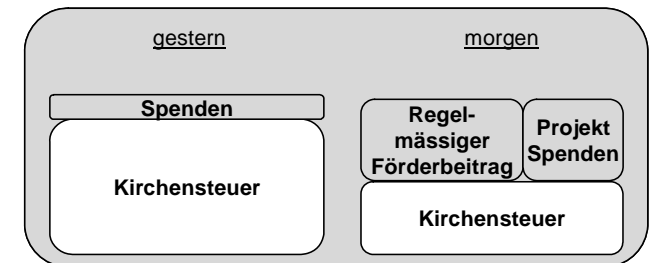 gestern
morgen
Spenden
Kirchensteuer
Regel-
mässiger
Förderbeitrag
Projekt
Spenden
Kirchensteuer